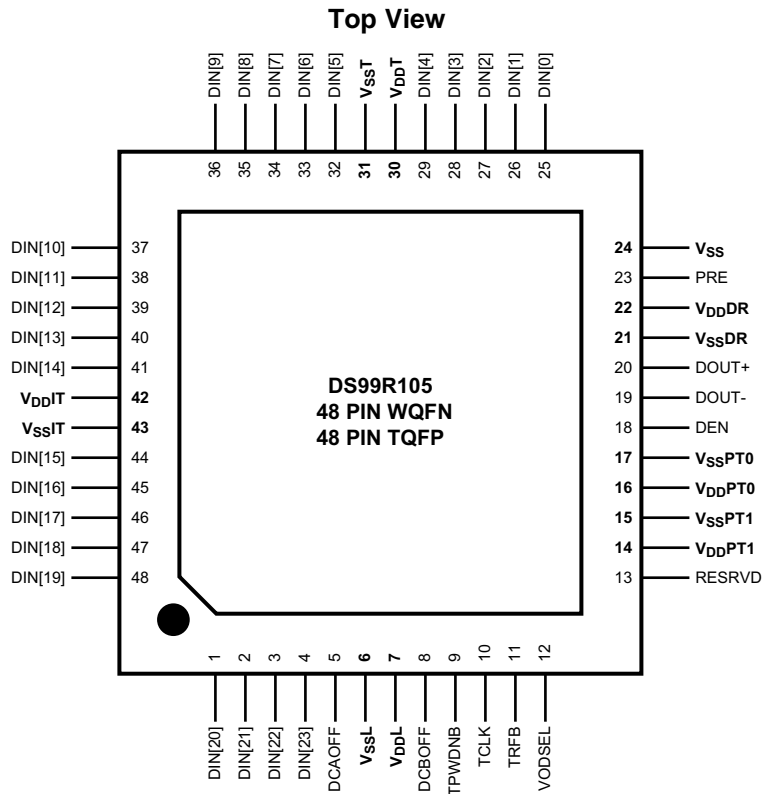 Top View
DIN[9]
DIN[8]
DIN[7]
DIN[6]
DIN[5]
VSST
VDDT
DIN[4]
DIN[3]
DIN[2]
DIN[1]
DIN[0]
36
35
34
33
32
31
30
29
28
27
26
25
DIN[10] 37
DIN[11] 38
DIN[12] 39
DIN[13] 40
DIN[14] 41
VDDIT 42
VSSIT 43
DIN[15] 44
DIN[16] 45
DIN[17] 46
DIN[18] 47
DIN[19] 48
DS99R105
48 PIN WQFN
48 PIN TQFP
24 VSS
23 PRE
22 VDDDR
21 VSSDR
20 DOUT+
19 DOUT-
18 DEN
17 VSSPT0
16 VDDPT0
15 VSSPT1
14 VDDPT1
13 RESRVD
1
2
3
4
5
6
7
8
9
10
11
12
DIN[20]
DIN[21]
DIN[22]
DIN[23]
DCAOFF
VSSL
VDDL
DCBOFF
TPWDNB
TCLK
TRFB
VODSEL